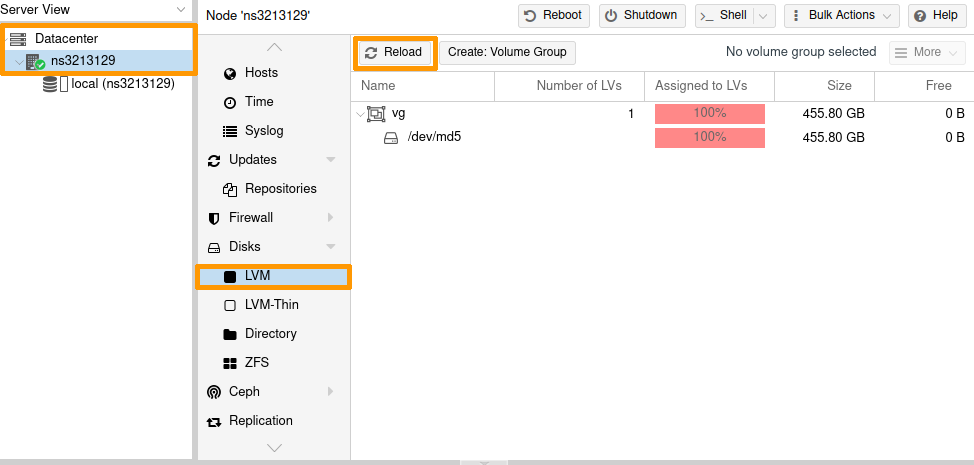 Server View
Datacenter
ns3213129
local (ns3213129)
Node 'ns3213129'
Reboot
Shutdown
>_ Shell
Bulk Actions
Help
Hosts
Time
Syslog
Updates
Repositories
Firewall
Disks
LVM
LVM-Thin
Directory
ZFS
Ceph
Replication
Reload
Create: Volume Group
No volume group selected
More
Name Number of LVs Assigned to LVs Size Free
vg 1 100% 455.80 GB 0 B
/dev/md5 100% 455.80 GB 0 B